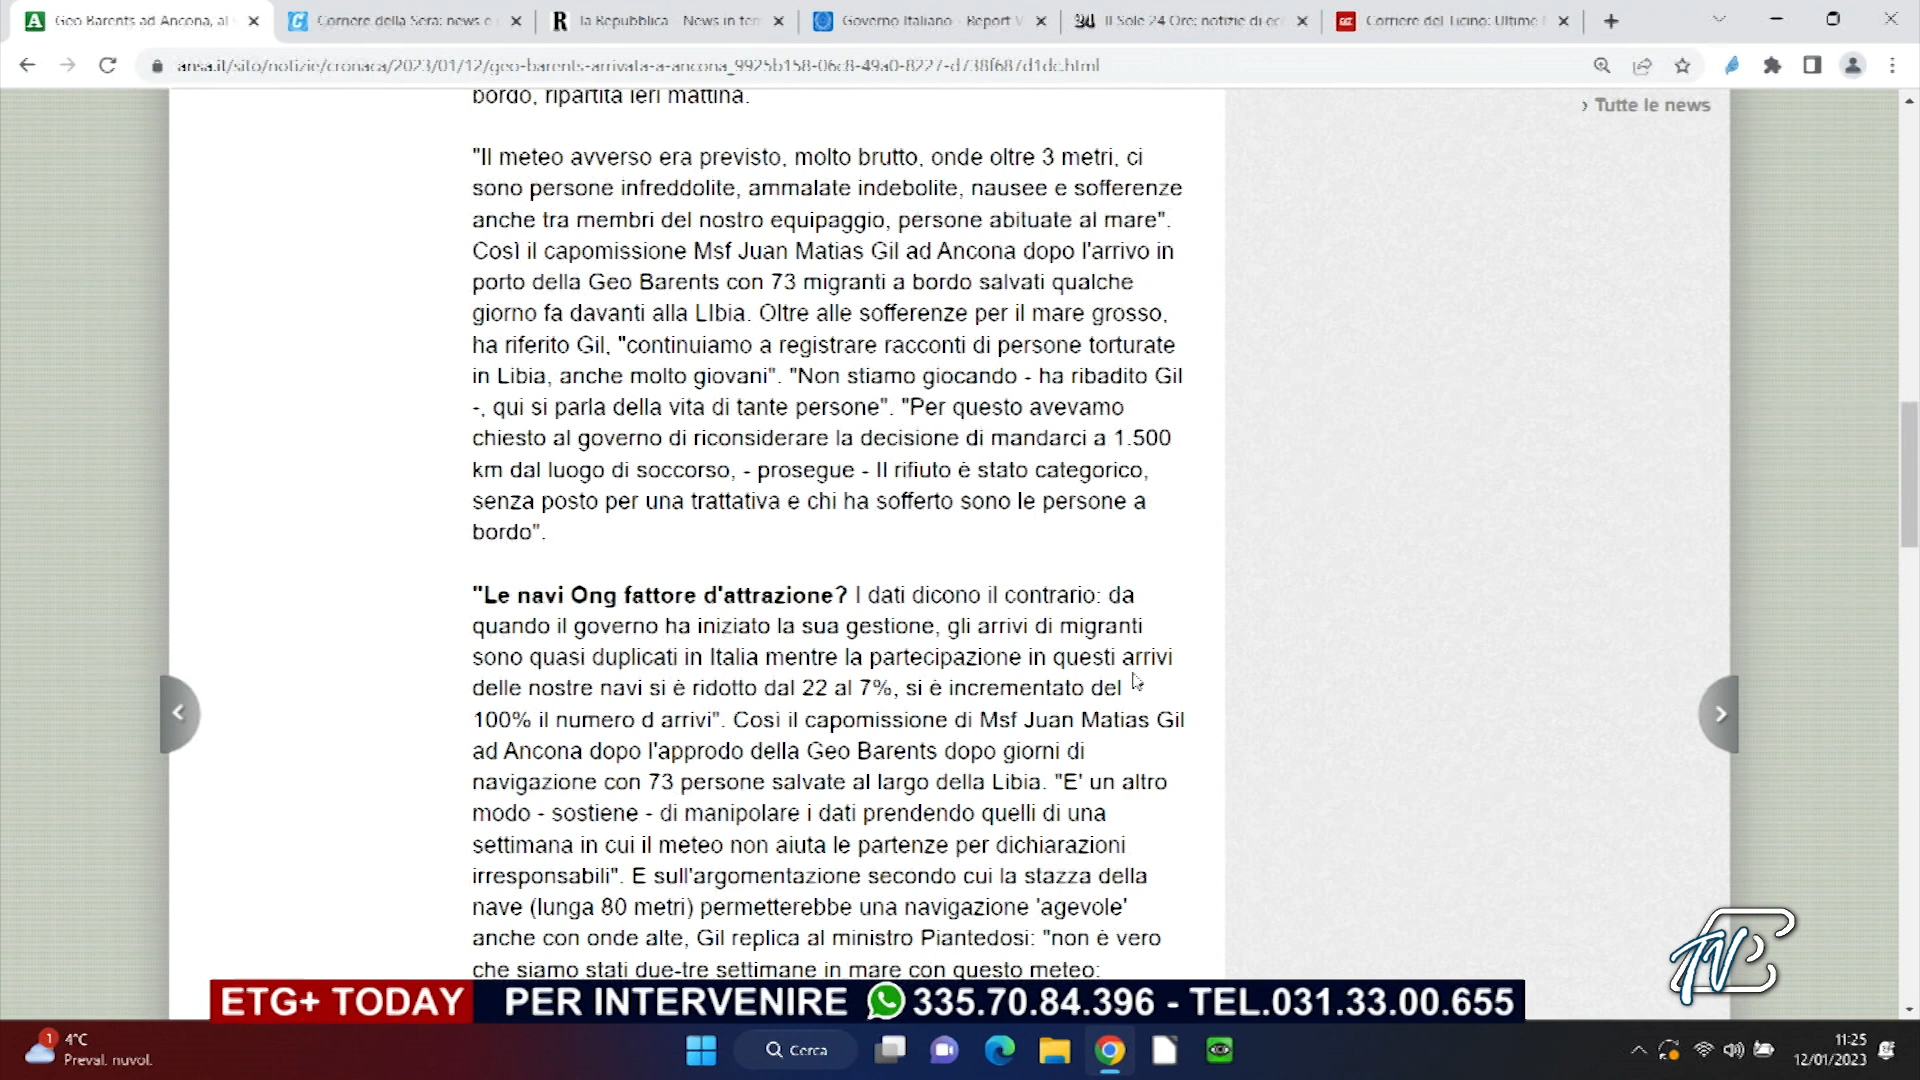 Geo Barents ad Ancona, al
Corriere della Sera: news e
la Repubblica - News in tem
Governo Italiano - Report V
Il Sole 24 Ore: notizie di ec
Corriere del Ticino: Ultime
ansa.it/sito/notizie/cronaca/2023/01/12/geo-barents-arrivata-a-ancona_9925b158-06c8-49a0-8227-d738f687d1dc.html
bordo, ripartita ieri mattina.
› Tutte le news
"Il meteo avverso era previsto, molto brutto, onde oltre 3 metri, ci
sono persone infreddolite, ammalate indebolite, nausee e sofferenze
anche tra membri del nostro equipaggio, persone abituate al mare".
Così il capomissione Msf Juan Matias Gil ad Ancona dopo l'arrivo in
porto della Geo Barents con 73 migranti a bordo salvati qualche
giorno fa davanti alla LIbia. Oltre alle sofferenze per il mare grosso,
ha riferito Gil, "continuiamo a registrare racconti di persone torturate
in Libia, anche molto giovani". "Non stiamo giocando - ha ribadito Gil
-, qui si parla della vita di tante persone". "Per questo avevamo
chiesto al governo di riconsiderare la decisione di mandarci a 1.500
km dal luogo di soccorso, - prosegue - Il rifiuto è stato categorico,
senza posto per una trattativa e chi ha sofferto sono le persone a
bordo".
"Le navi Ong fattore d'attrazione? I dati dicono il contrario: da
quando il governo ha iniziato la sua gestione, gli arrivi di migranti
sono quasi duplicati in Italia mentre la partecipazione in questi arrivi
delle nostre navi si è ridotto dal 22 al 7%, si è incrementato del
100% il numero d arrivi". Così il capomissione di Msf Juan Matias Gil
ad Ancona dopo l'approdo della Geo Barents dopo giorni di
navigazione con 73 persone salvate al largo della Libia. "E' un altro
modo - sostiene - di manipolare i dati prendendo quelli di una
settimana in cui il meteo non aiuta le partenze per dichiarazioni
irresponsabili". E sull'argomentazione secondo cui la stazza della
nave (lunga 80 metri) permetterebbe una navigazione 'agevole'
anche con onde alte, Gil replica al ministro Piantedosi: "non è vero
che siamo stati due-tre settimane in mare con questo meteo:
ETG+ TODAY PER INTERVENIRE 335.70.84.396 - TEL.031.33.00.655
1
4°C
Preval. nuvol.
Cerca
11:25
12/01/2023